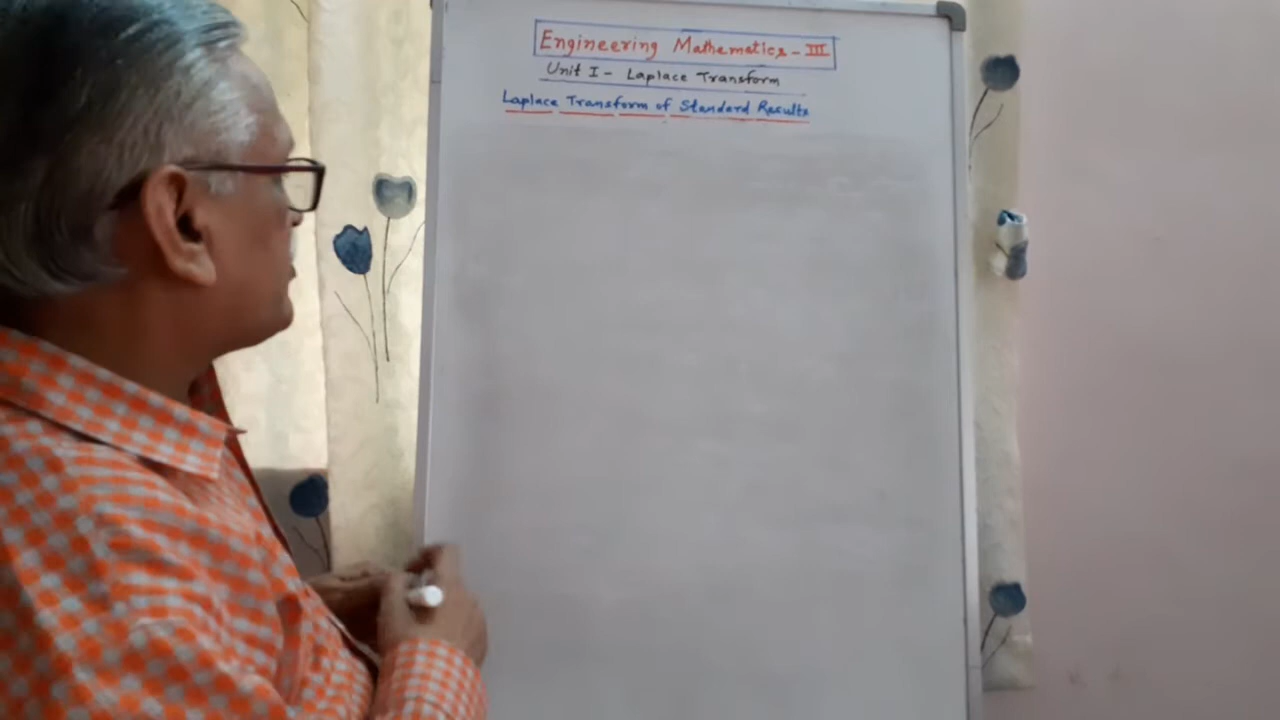 Engineering Mathematics - III
Unit I - Laplace Transform
Laplace Transform of Standard Results